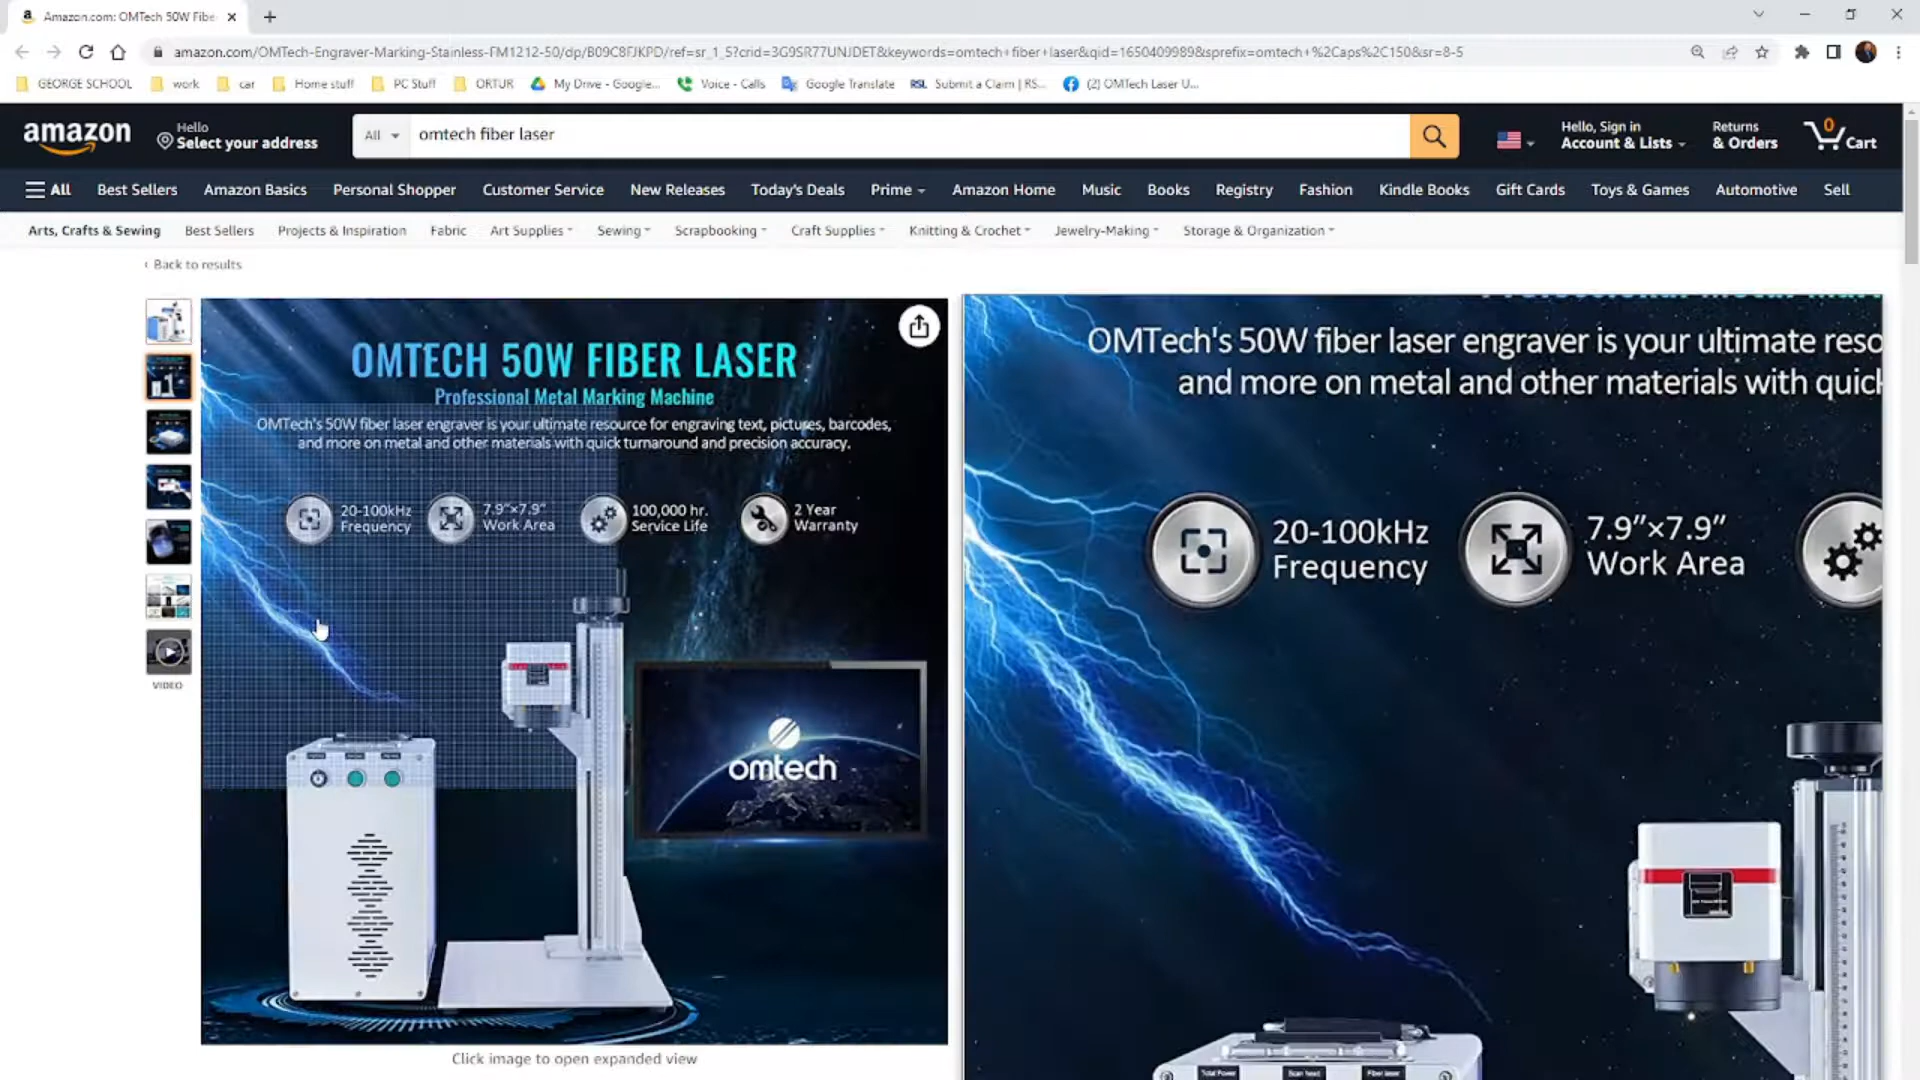 Amazon.com: OMTech 50W Fibe
amazon.com/OMTech-Engraver-Marking-Stainless-FM1212-50/dp/B09C8FJKPD/ref=sr_1_5?crid=3G9SR77UNJDET&keywords=omtech+fiber+laser&qid=1650409989&sprefix=omtech+%2Caps%2C150&sr=8-5
GEORGE SCHOOL work car Home stuff PC Stuff ORTUR My Drive - Google... Voice - Calls Google Translate RSL Submit a Claim | RS... (2) OMTech Laser U...
amazon
Hello
Select your address
All
omtech fiber laser
Hello, Sign in
Account & Lists
Returns
& Orders
0
Cart
All Best Sellers Amazon Basics Personal Shopper Customer Service New Releases Today's Deals Prime Amazon Home Music Books Registry Fashion Kindle Books Gift Cards Toys & Games Automotive Sell
Arts, Crafts & Sewing Best Sellers Projects & Inspiration Fabric Art Supplies Sewing Scrapbooking Craft Supplies Knitting & Crochet Jewelry-Making Storage & Organization
‹ Back to results
VIDEO
OMTECH 50W FIBER LASER
Professional Metal Marking Machine
OMTech's 50W fiber laser engraver is your ultimate resource for engraving text, pictures, barcodes,
and more on metal and other materials with quick turnaround and precision accuracy.
20-100kHz
Frequency
7.9"×7.9"
Work Area
100,000 hr.
Service Life
2 Year
Warranty
omtech
Click image to open expanded view
OMTech's 50W fiber laser engraver is your ultimate reso
and more on metal and other materials with quick
20-100kHz
Frequency
7.9"×7.9"
Work Area
Total Power
Scan head
Fiber laser